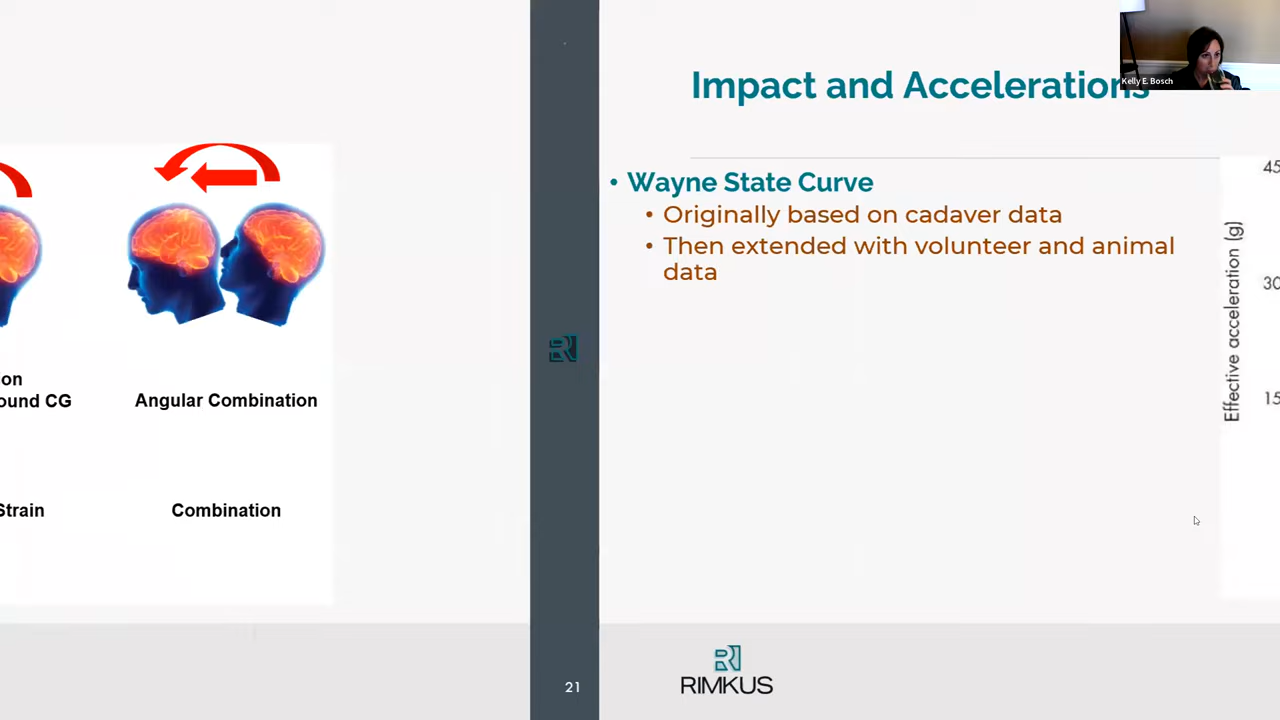 ion
ound CG
Angular Combination
Strain
Combination
21
Impact and Accelerations
Kelly E. Bosch
• Wayne State Curve
• Originally based on cadaver data
• Then extended with volunteer and animal
data
Effective acceleration (g)
45
30
15
RIMKUS